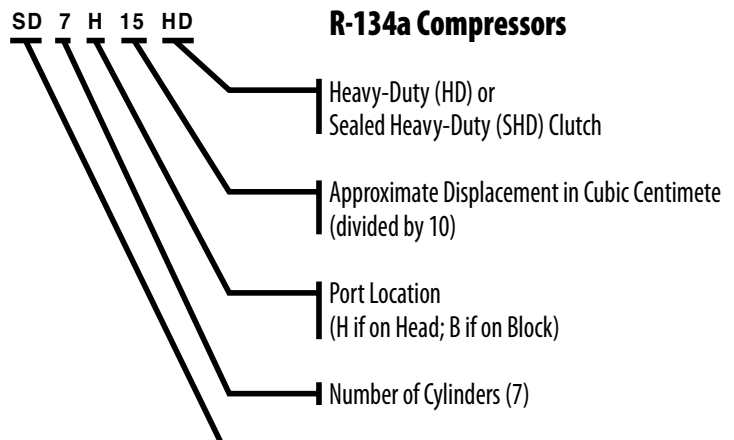 SD 7 H 15 HD
R-134a Compressors
Heavy-Duty (HD) or
Sealed Heavy-Duty (SHD) Clutch
Approximate Displacement in Cubic Centimete
(divided by 10)
Port Location
(H if on Head; B if on Block)
Number of Cylinders (7)